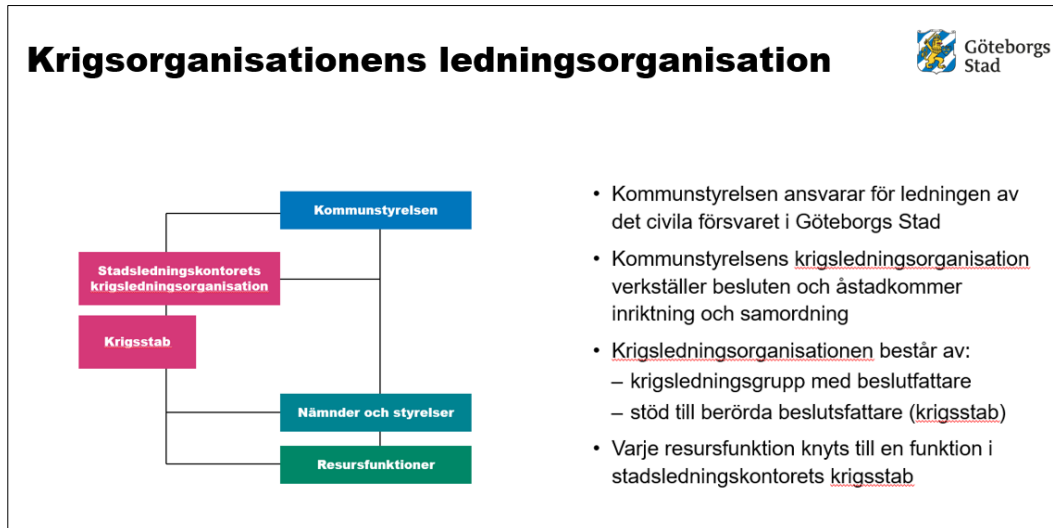 Krigsorganisationens ledningsorganisation
Göteborgs
Stad
Kommunstyrelsen
Stadsledningskontorets
krigsledningsorganisation
Krigsstab
Nämnder och styrelser
Resursfunktioner
• Kommunstyrelsen ansvarar för ledningen av
det civila försvaret i Göteborgs Stad
• Kommunstyrelsens krigsledningsorganisation
verkställer besluten och åstadkommer
inriktning och samordning
• Krigsledningsorganisationen består av:
– krigsledningsgrupp med beslutfattare
– stöd till berörda beslutsfattare (krigsstab)
• Varje resursfunktion knyts till en funktion i
stadsledningskontorets krigsstab